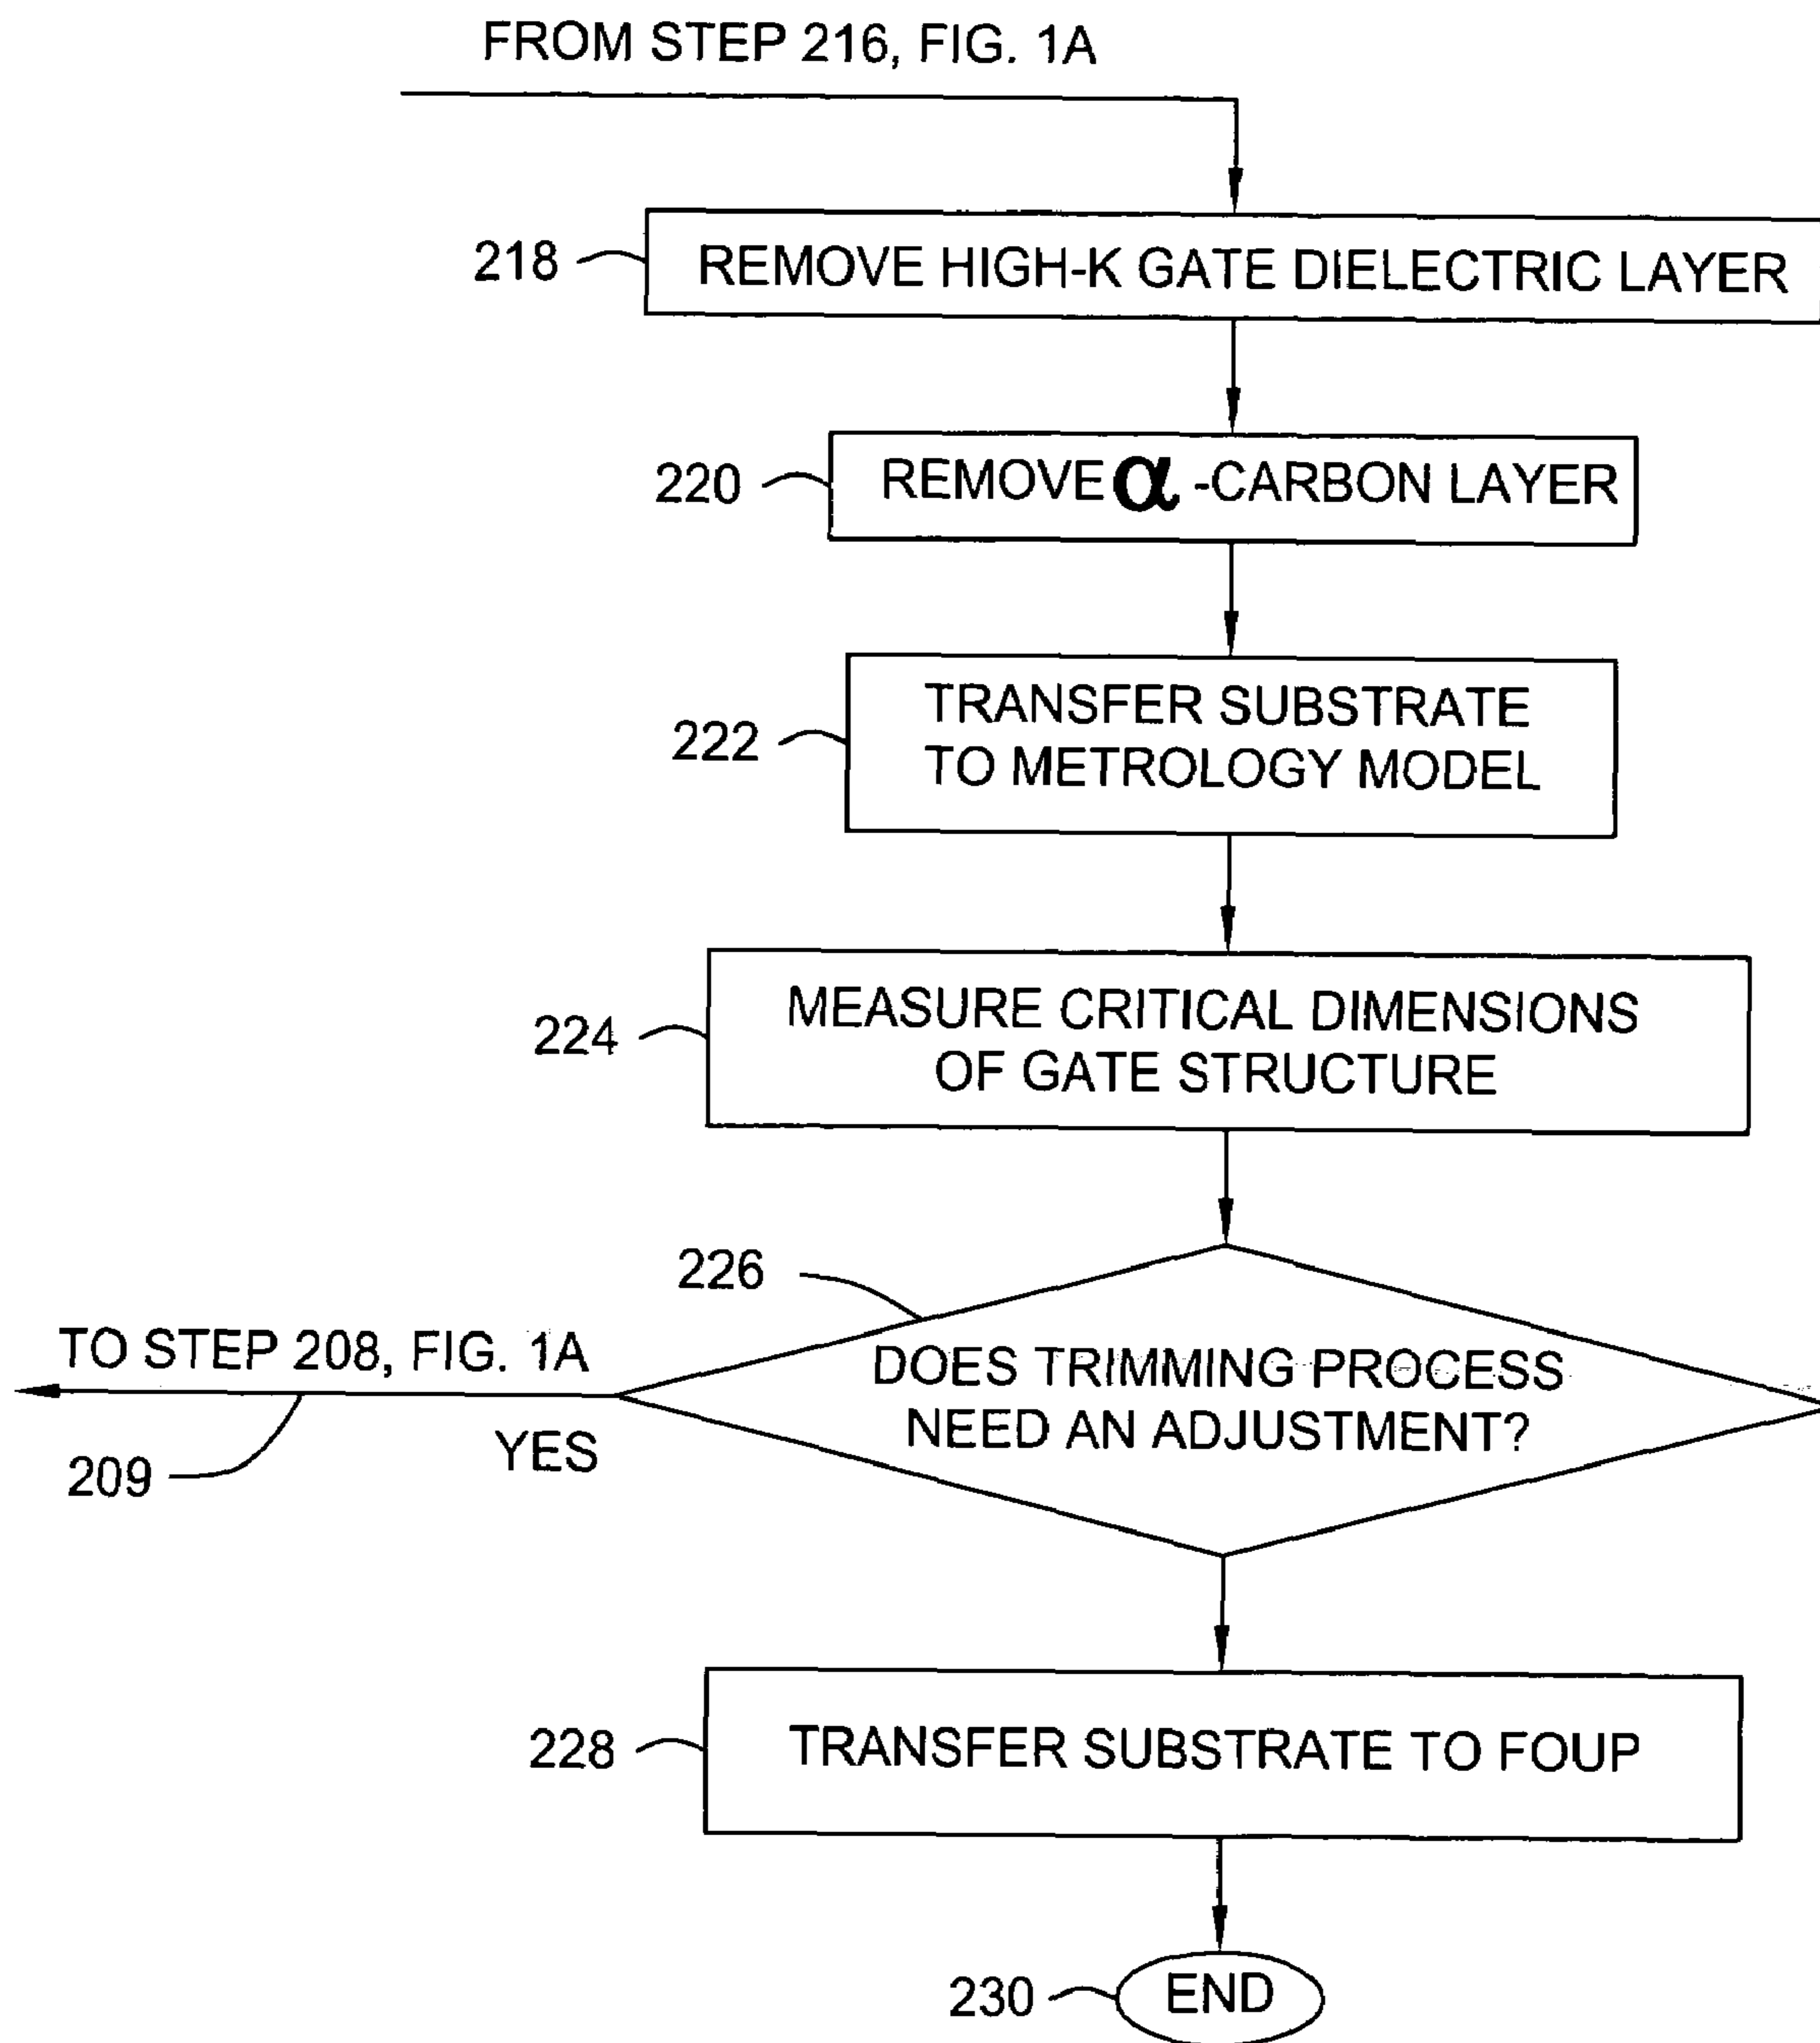 FROM STEP 216, FIG. 1A
218
REMOVE HIGH-K GATE DIELECTRIC LAYER
220
REMOVE α -CARBON LAYER
222
TRANSFER SUBSTRATE
TO METROLOGY MODEL
224
MEASURE CRITICAL DIMENSIONS
OF GATE STRUCTURE
226
TO STEP 208, FIG. 1A
DOES TRIMMING PROCESS
NEED AN ADJUSTMENT?
209
YES
228
TRANSFER SUBSTRATE TO FOUP
230
END